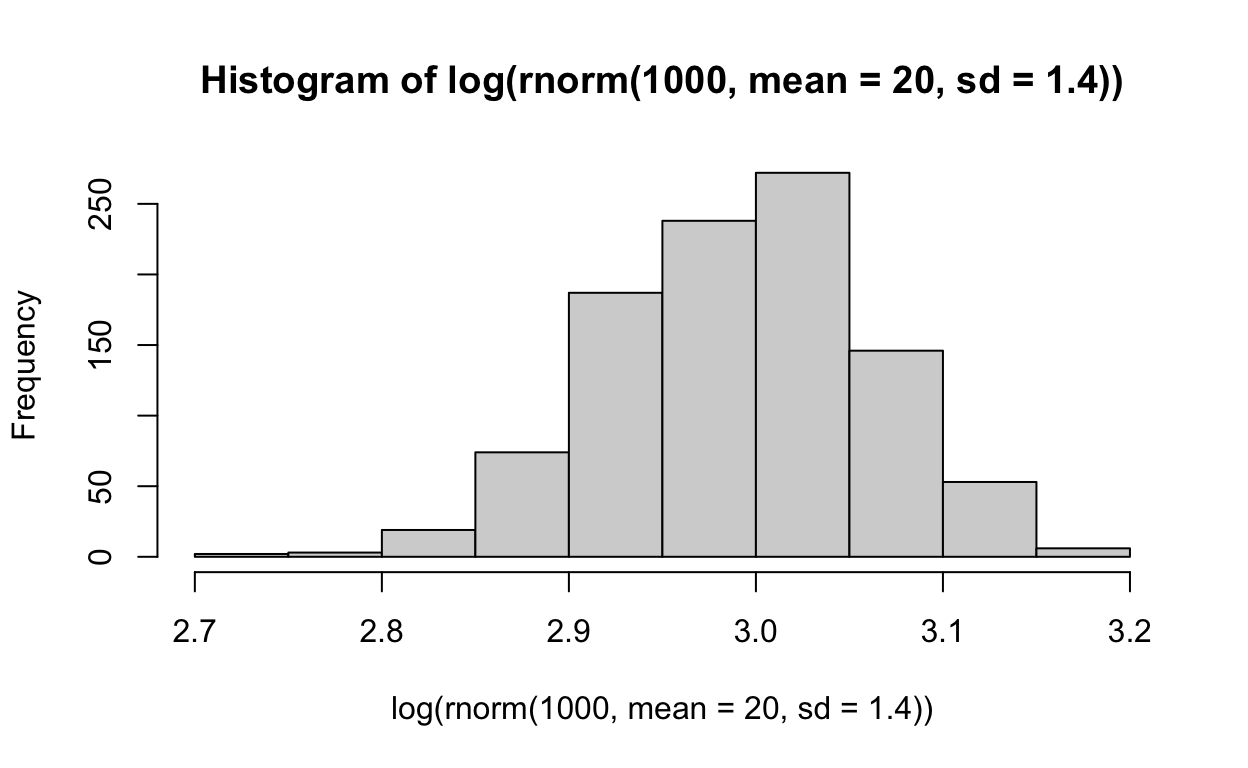 Histogram of log(rnorm(1000, mean = 20, sd = 1.4))
Frequency
250
150
50
0
2.7 2.8 2.9 3.0 3.1 3.2
log(rnorm(1000, mean = 20, sd = 1.4))